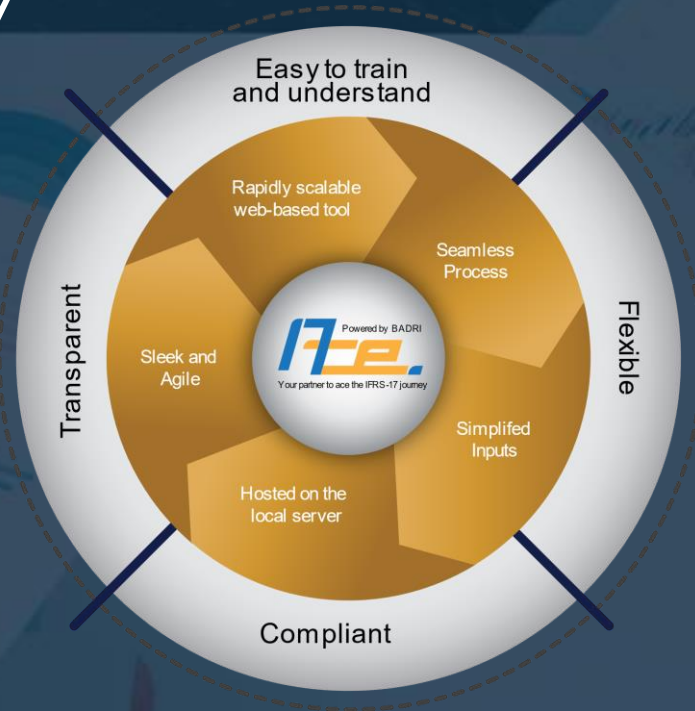 Easy to train
and understand
Rapidly scalable
web-based tool
Seamless
Process
Flexible
Simplifed
Inputs
Compliant
Hosted on the
local server
Transparent
Sleek and
Agile
Powered by BADRI
17ce.
Your partner to ace the IFRS-17 journey